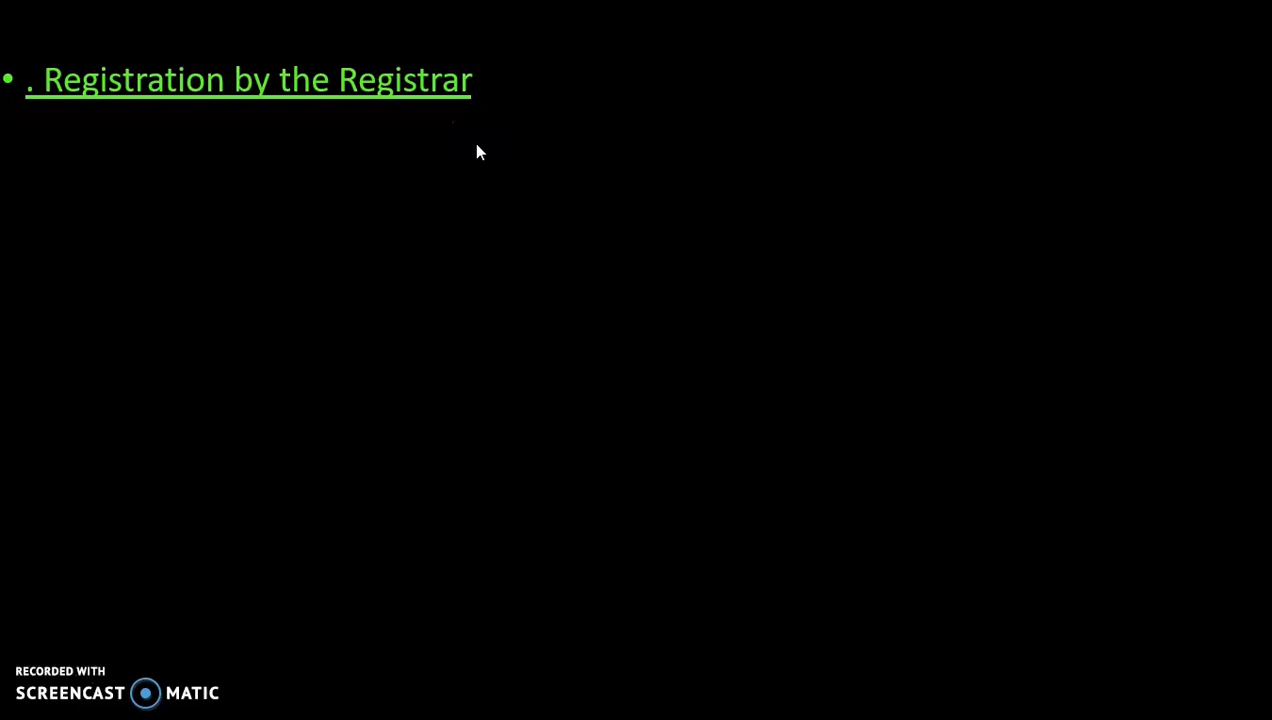 • . Registration by the Registrar
RECORDED WITH
SCREENCAST MATIC